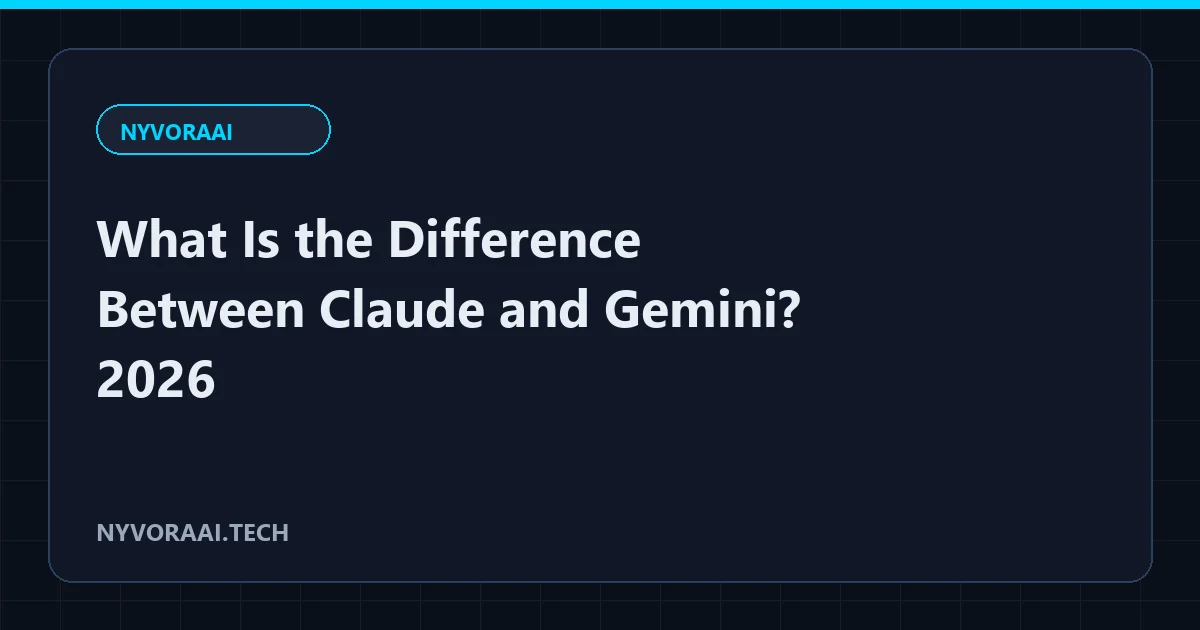 NYVORAAI
What Is the Difference
Between Claude and Gemini?
2026
NYVORAAI.TECH